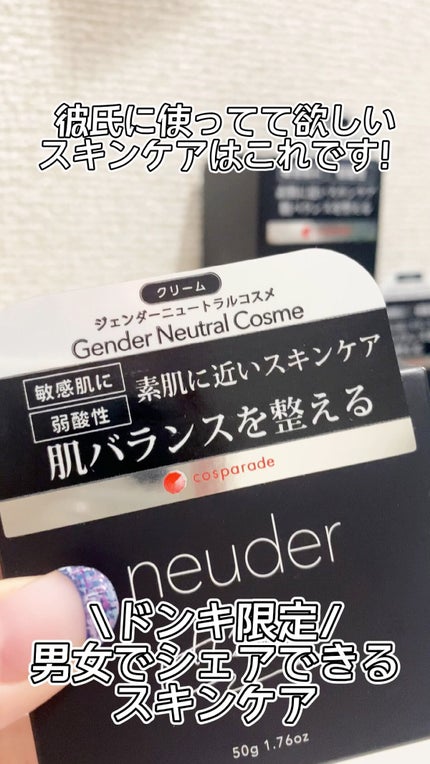 彼氏に使ってて欲しい
スキンケアはこれです!
クリーム
ジェンダーニュートラルコスメ
Gender Neutral Cosme
敏感肌に
弱酸性
素肌に近いスキンケア
肌バランスを整える
cosparade
neuder
\ドンキ限定/
男女でシェアできる
スキンケア
50g 1.76oz